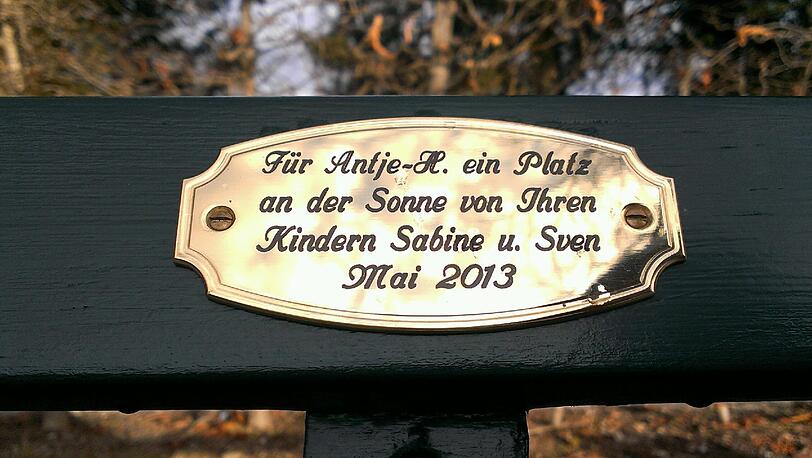 Für Antje-H. ein Platz
an der Sonne von Ihren
Kindern Sabine u. Sven
Mai 2013